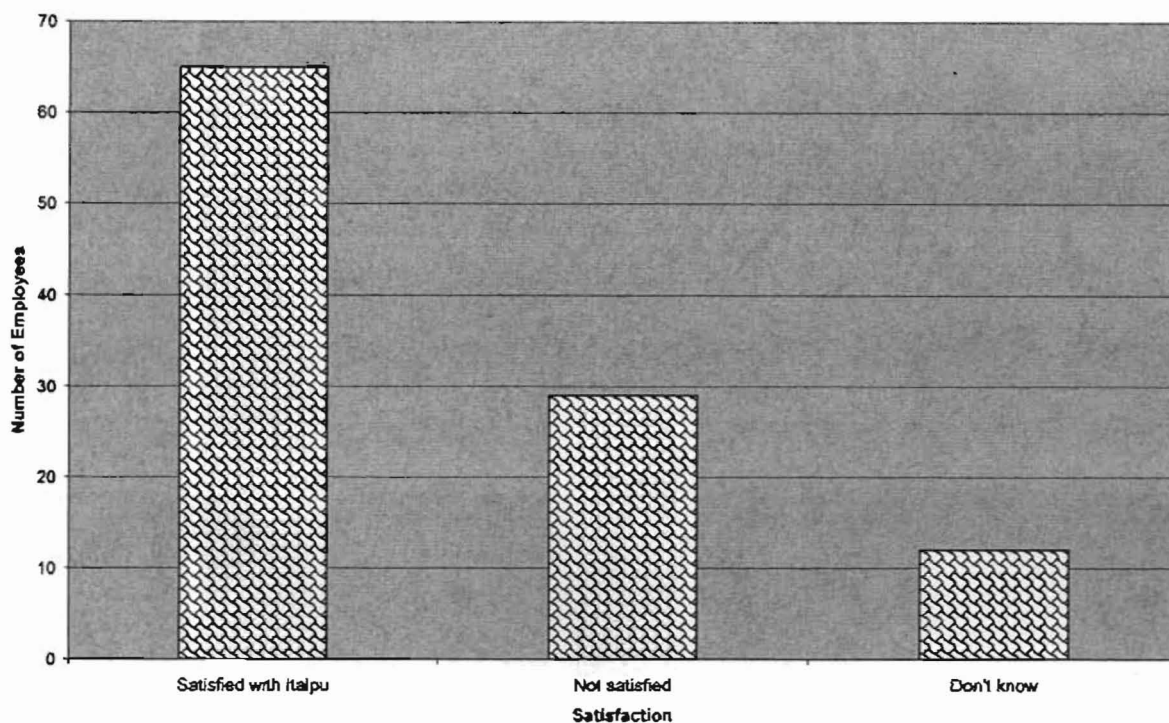 70
60
50
40
30
20
10
0
Number of Employees
Satisfied with Itaipu
Not satisfied
Don't know
Satisfaction